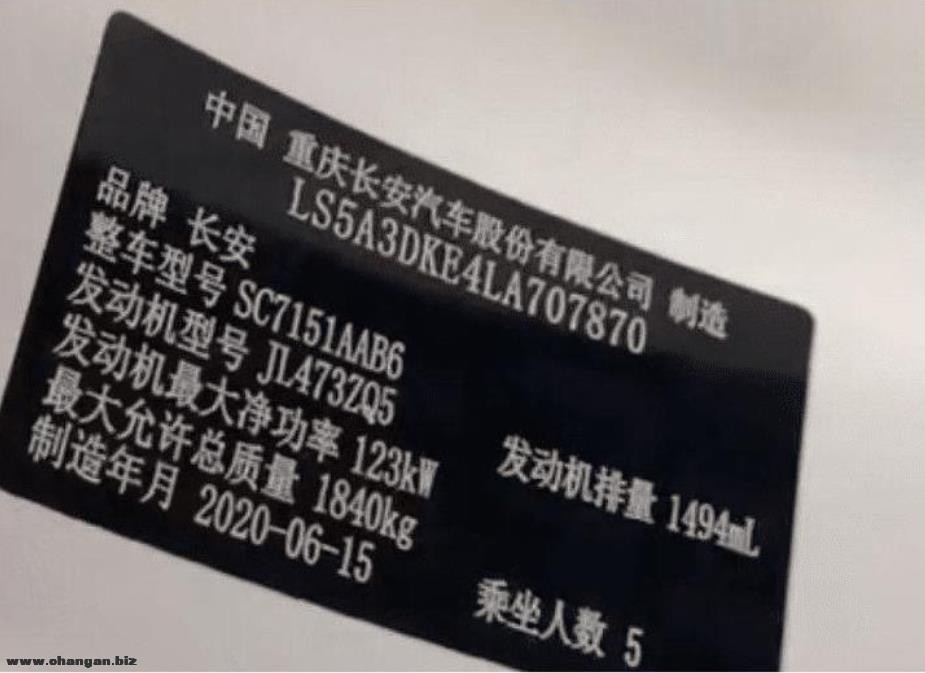 中国 重庆长安汽车股份有限公司 制造
LS5A3DKE4LA707870
品牌 长安
整车型号 SC7151AAB6
发动机型号 JL473ZQ5
发动机最大净功率 123kW 发动机排量 1494mL
最大允许总质量 1840kg
制造年月 2020-06-15 乘坐人数 5
www.ohangan.biz